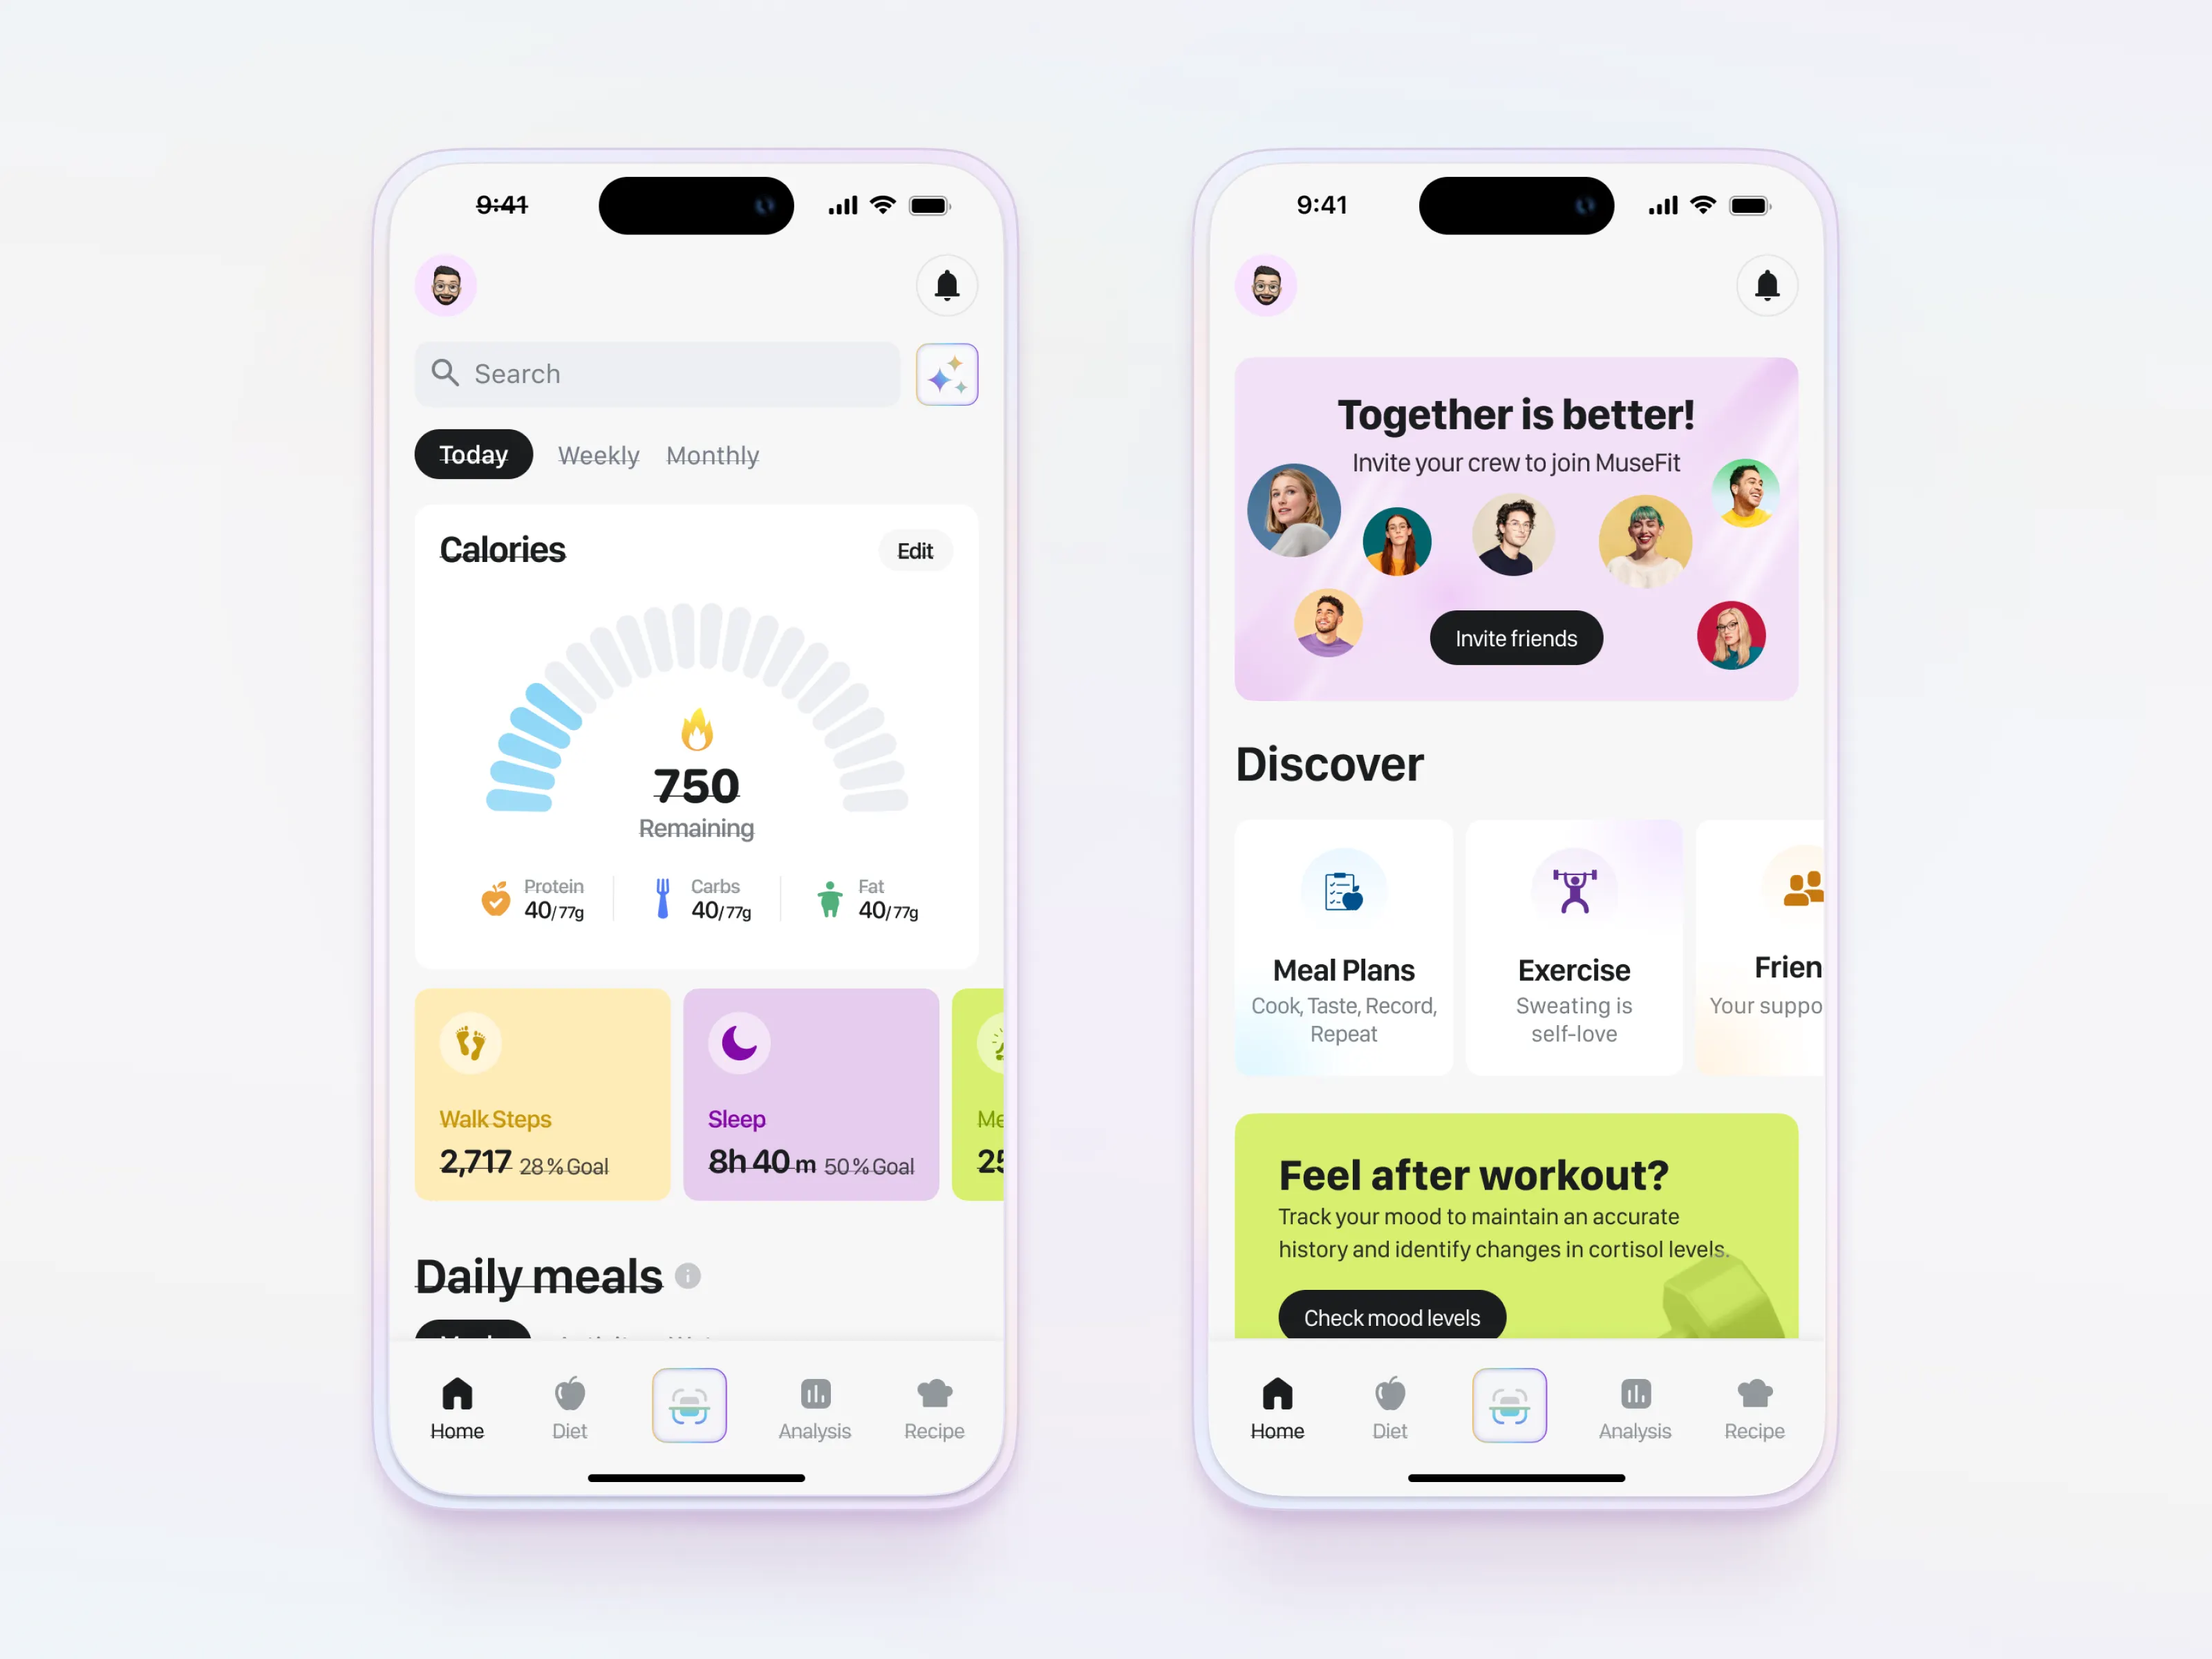 9:41
Search
Today Weekly Monthly
Calories
Edit
750
Remaining
Protein
40/77g
Carbs
40/77g
Fat
40/77g
Walk Steps
2,717 28 % Goal
Sleep
8h 40 m 50 % Goal
Me
25
Daily meals
Home Diet Analysis Recipe
9:41
Together is better!
Invite your crew to join MuseFit
Invite friends
Discover
Meal Plans
Cook, Taste, Record,
Repeat
Exercise
Sweating is
self-love
Frien
Your suppo
Feel after workout?
Track your mood to maintain an accurate
history and identify changes in cortisol levels.
Check mood levels
Home Diet Analysis Recipe